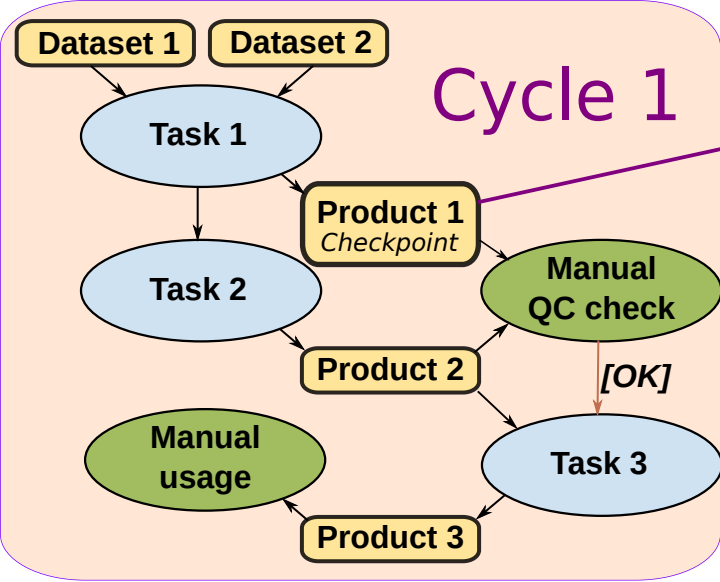 Dataset 1
Dataset 2
Cycle 1
Task 1
Product 1
Checkpoint
Manual
QC check
Task 2
Product 2
[OK]
Manual
usage
Task 3
Product 3